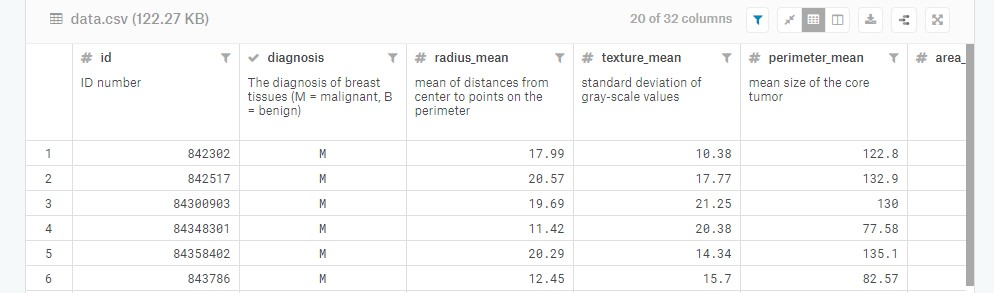 data.csv (122.27 KB) 20 of 32 columns
# id diagnosis # radius_mean # texture_mean # perimeter_mean # area_
ID number The diagnosis of breast mean of distances from standard deviation of mean size of the core
tissues (M = malignant, B center to points on the gray-scale values tumor
= benign) perimeter
1 842302 M 17.99 10.38 122.8
2 842517 M 20.57 17.77 132.9
3 84300903 M 19.69 21.25 130
4 84348301 M 11.42 20.38 77.58
5 84358402 M 20.29 14.34 135.1
6 843786 M 12.45 15.7 82.57